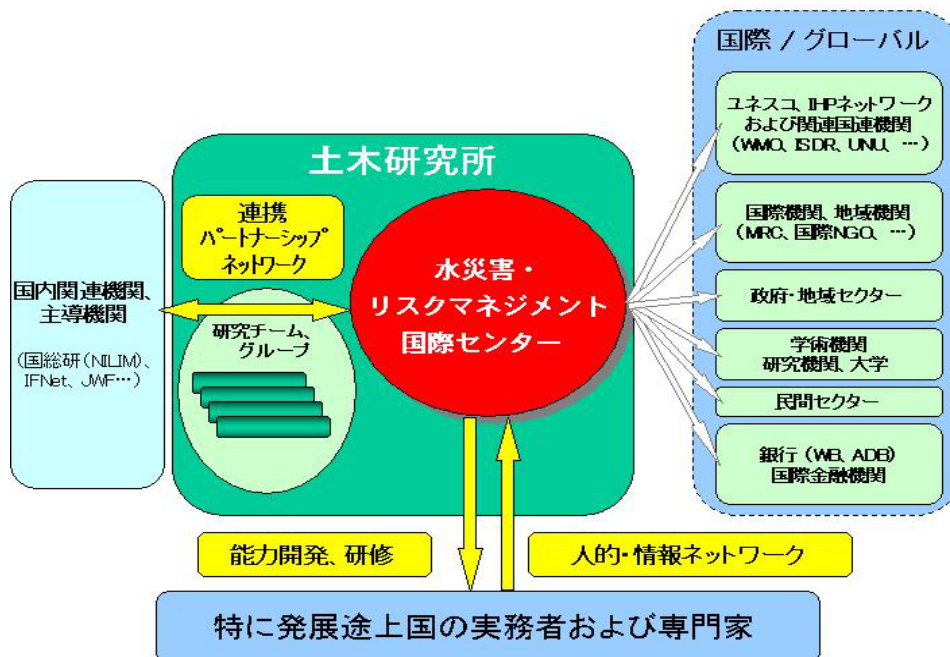 国際 / グローバル
ユネスコ、IHPネットワーク
および関連国連機関
(WMO、ISDR、UNU、…)
国際機関、地域機関
(MRC、国際NGO、…)
政府・地域セクター
学術機関
研究機関、大学
民間セクター
銀行 (WB、ADB)
国際金融機関
土木研究所
連携
パートナーシップ
ネットワーク
水災害・
リスクマネジメント
国際センター
研究チーム、
グループ
国内関連機関、
主導機関
(国総研(NILIM)、
IFNet、JWF…)
能力開発、研修
人的・情報ネットワーク
特に発展途上国の実務者および専門家